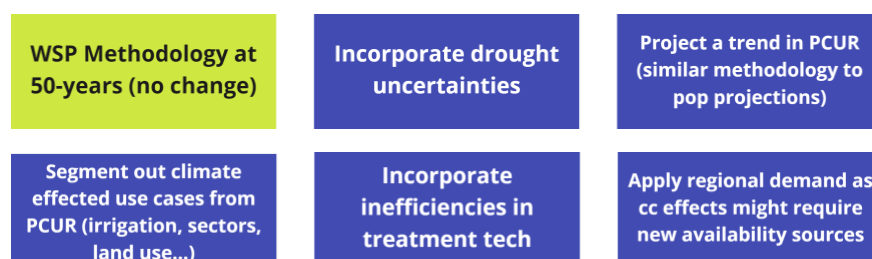 WSP Methodology at
50-years (no change)
Incorporate drought
uncertainties
Project a trend in PCUR
(similar methodology to
pop projections)
Segment out climate
effected use cases from
PCUR (irrigation, sectors,
land use...)
Incorporate
inefficiencies in
treatment tech
Apply regional demand as
cc effects might require
new availability sources